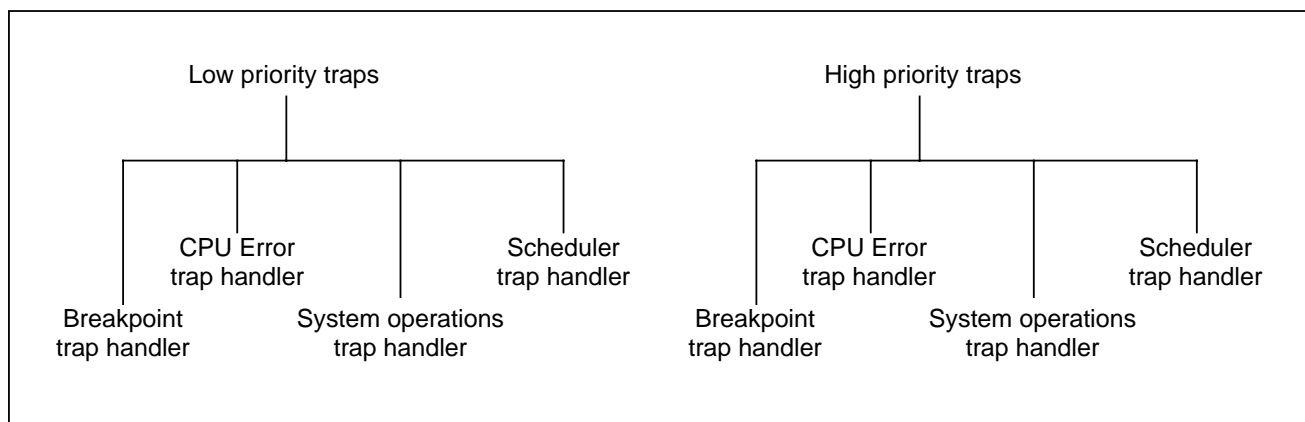 Low priority traps
High priority traps
CPU Error
trap handler
Scheduler
trap handler
CPU Error
trap handler
Scheduler
trap handler
Breakpoint
trap handler
System operations
trap handler
Breakpoint
trap handler
System operations
trap handler